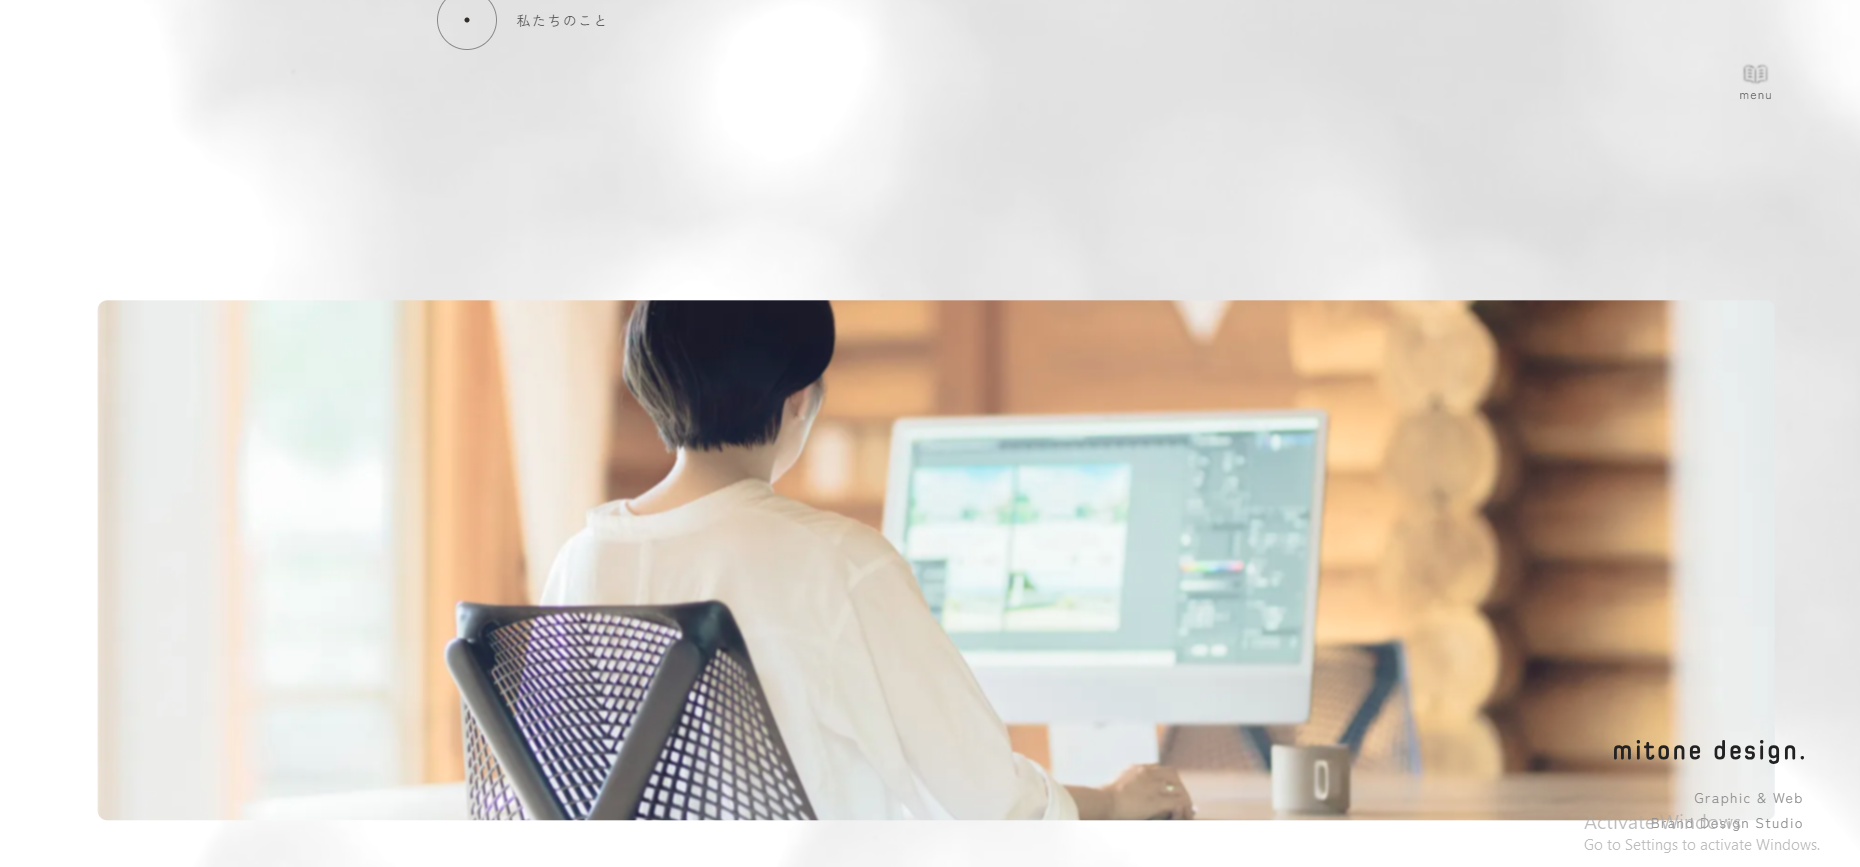 私たちのこと
menu
mitone design.
Graphic & Web
Brand Design Studio
Activate Windows
Go to Settings to activate Windows.